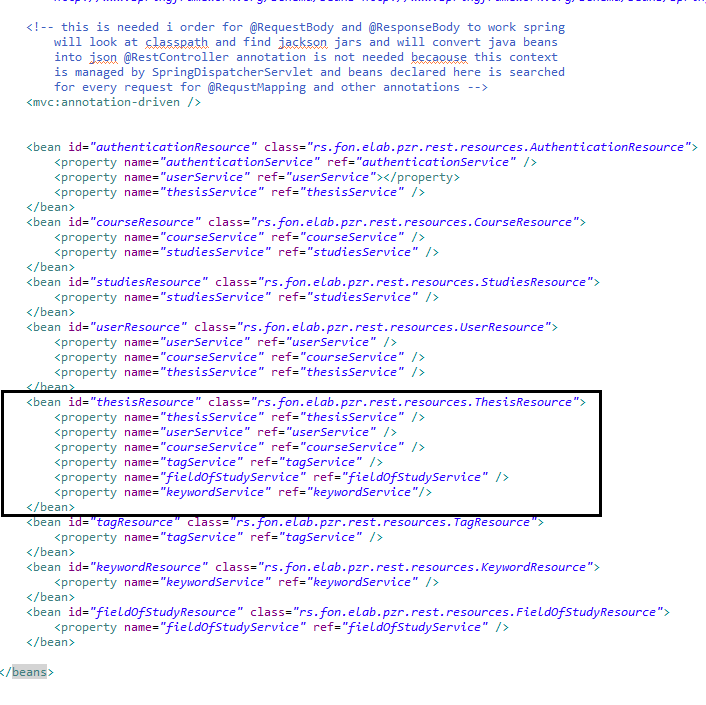 <!-- this is needed i order for @RequestBody and @ResponseBody to work spring
will look at classpath and find jackson jars and will convert java beans
into json @RestController annotation is not needed becaouse this context
is managed by SpringDispatcherServlet and beans declared here is searched
for every request for @RequstMapping and other annotations -->
<mvc:annotation-driven />
<bean id="authenticationResource" class="rs.fon.elab.pzr.rest.resources.AuthenticationResource">
<property name="authenticationService" ref="authenticationService" />
<property name="userService" ref="userService"></property>
<property name="thesisService" ref="thesisService" />
</bean>
<bean id="courseResource" class="rs.fon.elab.pzr.rest.resources.CourseResource">
<property name="courseService" ref="courseService" />
<property name="studiesService" ref="studiesService" />
</bean>
<bean id="studiesResource" class="rs.fon.elab.pzr.rest.resources.StudiesResource">
<property name="studiesService" ref="studiesService" />
</bean>
<bean id="userResource" class="rs.fon.elab.pzr.rest.resources.UserResource">
<property name="userService" ref="userService" />
<property name="courseService" ref="courseService" />
<property name="thesisService" ref="thesisService" />
</bean>
<bean id="thesisResource" class="rs.fon.elab.pzr.rest.resources.ThesisResource">
<property name="thesisService" ref="thesisService" />
<property name="userService" ref="userService" />
<property name="courseService" ref="courseService" />
<property name="tagService" ref="tagService" />
<property name="fieldOfStudyService" ref="fieldOfStudyService" />
<property name="keywordService" ref="keywordService"/>
</bean>
<bean id="tagResource" class="rs.fon.elab.pzr.rest.resources.TagResource">
<property name="tagService" ref="tagService" />
</bean>
<bean id="keywordResource" class="rs.fon.elab.pzr.rest.resources.KeywordResource">
<property name="keywordService" ref="keywordService" />
</bean>
<bean id="fieldOfStudyResource" class="rs.fon.elab.pzr.rest.resources.FieldOfStudyResource">
<property name="fieldOfStudyService" ref="fieldOfStudyService" />
</bean>
</beans>